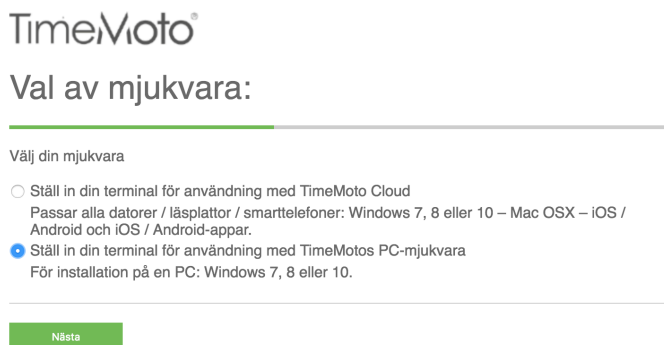 TimeMoto®
Val av mjukvara:
Välj din mjukvara
Ställ in din terminal för användning med TimeMoto Cloud
Passar alla datorer / läsplattor / smarttelefoner: Windows 7, 8 eller 10 – Mac OSX – iOS /
Android och iOS / Android-appar.
Ställ in din terminal för användning med TimeMotos PC-mjukvara
För installation på en PC: Windows 7, 8 eller 10.
Nästa